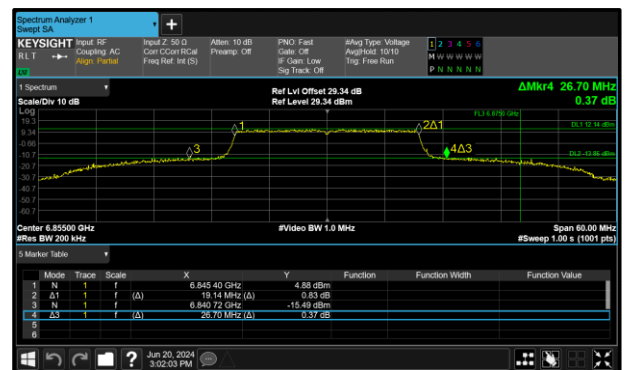 Spectrum Analyzer 1
Swept SA
+
KEYSIGHT Input: RF Input Z: 50 Ω Atten: 10 dB PNO: Fast #Avg Type: Voltage 1 2 3 4 5 6
RLT Coupling: AC Corr CCorr RCal Preamp: Off Gate: Off Avg|Hold: 10/10 M W W W W W
Align: Partial Freq Ref: Int (S) IF Gain: Low Trig: Free Run
Sig Track: Off P N N N N N
LXI
1 Spectrum Ref Lvl Offset 29.34 dB ΔMkr4 26.70 MHz
Scale/Div 10 dB Ref Level 29.34 dBm 0.37 dB
Log
19.3 FL3 6.8750 GHz
9.34 1 2Δ1 DL1 12.14 dBm
-0.66
-10.7 3 4Δ3 DL2 -13.86 dBm
-20.7
-30.7
-40.7
-50.7
-60.7
Center 6.85500 GHz #Video BW 1.0 MHz Span 60.00 MHz
#Res BW 200 kHz #Sweep 1.00 s (1001 pts)
5 Marker Table
Mode Trace Scale X Y Function Function Width Function Value
1 N 1 f 6.845 40 GHz 4.88 dBm
2 Δ1 1 f (Δ) 19.14 MHz (Δ) 0.83 dB
3 N 1 f 6.840 72 GHz -15.49 dBm
4 Δ3 1 f (Δ) 26.70 MHz (Δ) 0.37 dB
5
6
? Jun 20, 2024
3:02:03 PM